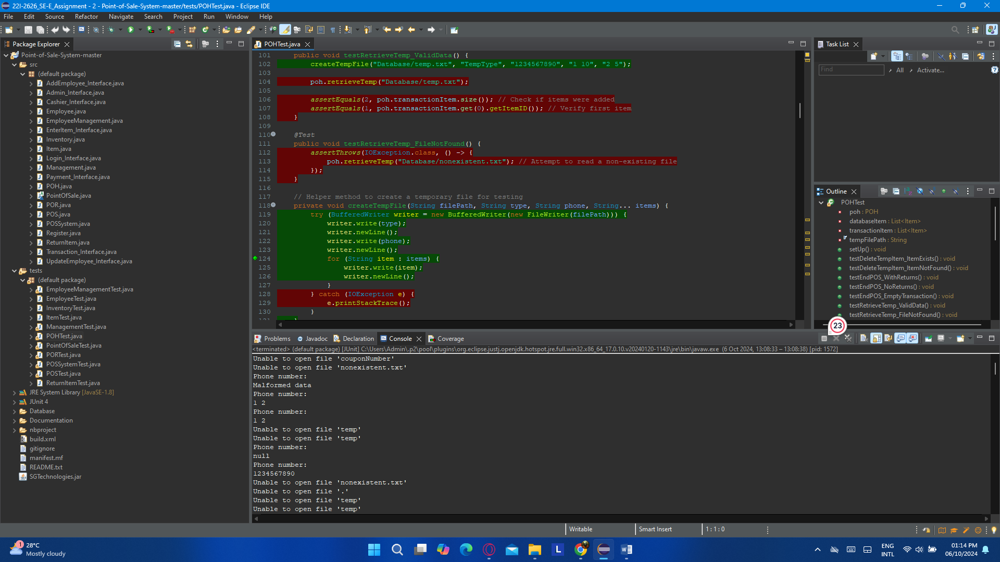 22I-2626_SE-E_Assignment - 2 - Point-of-Sale-System-master/tests/POHTest.java - Eclipse IDE
File Edit Source Refactor Navigate Search Project Run Window Help
Package Explorer
Point-of-Sale-System-master
src
(default package)
AddEmployee_Interface.java
Admin_Interface.java
Cashier_Interface.java
Employee.java
EmployeeManagement.java
EnterItem_Interface.java
Inventory.java
Item.java
Login_Interface.java
Management.java
Payment_Interface.java
POH.java
PointOfSale.java
POR.java
POS.java
POSSystem.java
Register.java
ReturnItem.java
Transaction_Interface.java
UpdateEmployee_Interface.java
tests
(default package)
EmployeeManagementTest.java
EmployeeTest.java
InventoryTest.java
ItemTest.java
ManagementTest.java
POHTest.java
PointOfSaleTest.java
PORTest.java
POSSystemTest.java
POSTest.java
ReturnItemTest.java
JRE System Library [JavaSE-1.8]
JUnit 4
Database
Documentation
nbproject
build.xml
gitignore
manifest.mf
README.txt
SGTechnologies.jar
POHTest.java
101 public void testRetrieveTemp_ValidData() {
102 createTempFile("Database/temp.txt", "TempType", "1234567890", "1 10", "2 5");
103
104 poh.retrieveTemp("Database/temp.txt");
105
106 assertEquals(2, poh.transactionItem.size()); // Check if items were added
107 assertEquals(1, poh.transactionItem.get(0).getItemID()); // Verify first item
108 }
109
110 @Test
111 public void testRetrieveTemp_FileNotFound() {
112 assertThrows(IOException.class, () -> {
113 poh.retrieveTemp("Database/nonexistent.txt"); // Attempt to read a non-existing file
114 });
115 }
116
117 // Helper method to create a temporary file for testing
118 private void createTempFile(String filePath, String type, String phone, String... items) {
119 try (BufferedWriter writer = new BufferedWriter(new FileWriter(filePath))) {
120 writer.write(type);
121 writer.newLine();
122 writer.write(phone);
123 writer.newLine();
124 for (String item : items) {
125 writer.write(item);
126 writer.newLine();
127 }
128 } catch (IOException e) {
129 e.printStackTrace();
130 }
Task List
Find
All
Activate...
Outline
POHTest
poh : POH
databaseItem : List<Item>
transactionItem : List<Item>
tempFilePath : String
setUp() : void
testDeleteTempItem_ItemExists() : void
testDeleteTempItem_ItemNotFound() : void
testEndPOS_WithReturns() : void
testEndPOS_NoReturns() : void
testEndPOS_EmptyTransaction() : void
testRetrieveTemp_ValidData() : void
testRetrieveTemp_FileNotFound() : void
23
Problems Javadoc Declaration Console Coverage
<terminated> (default package) [JUnit] C:\Users\Admin\.p2\pool\plugins\org.eclipse.justj.openjdk.hotspot.jre.full.win32.x86_64_17.0.10.v20240120-1143\jre\bin\javaw.exe (6 Oct 2024, 13:08:33 – 13:08:38) [pid: 1572]
Unable to open file 'couponNumber'
Unable to open file 'nonexistent.txt'
Phone number:
Malformed data
Phone number:
1 2
Phone number:
1 2
Unable to open file 'temp'
Unable to open file 'temp'
Phone number:
null
Phone number:
1234567890
Unable to open file 'nonexistent.txt'
Unable to open file '.'
Unable to open file 'temp'
Unable to open file 'temp'
Writable
Smart Insert
1 : 1 : 0
1
28°C
Mostly cloudy
L
ENG
INTL
01:14 PM
06/10/2024